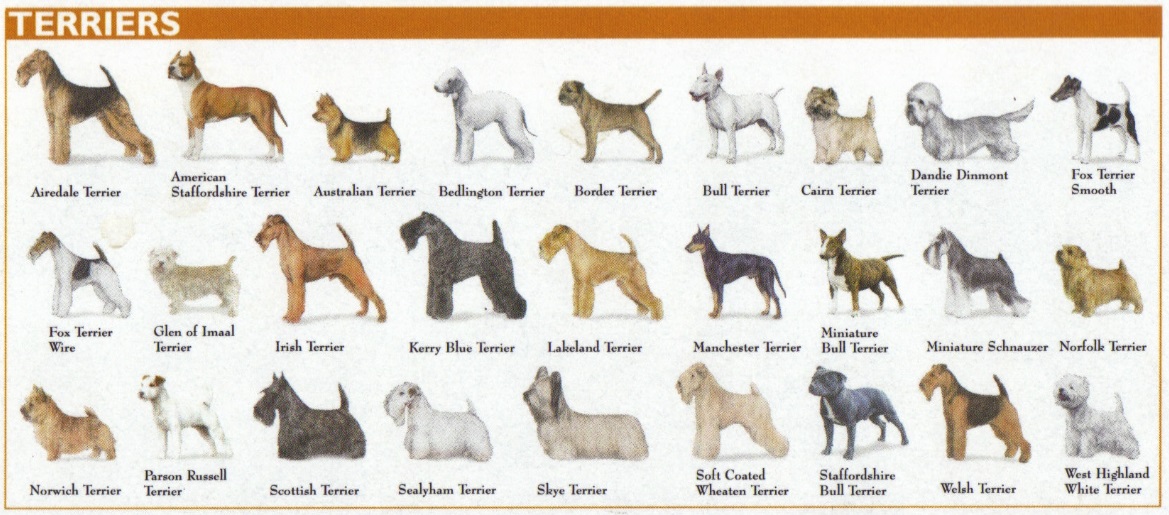 TERRIERS
Airedale Terrier
American
Staffordshire Terrier
Australian Terrier
Bedlington Terrier
Border Terrier
Bull Terrier
Cairn Terrier
Dandie Dinmont
Terrier
Fox Terrier
Smooth
Fox Terrier
Wire
Glen of Imaal
Terrier
Irish Terrier
Kerry Blue Terrier
Lakeland Terrier
Manchester Terrier
Miniature
Bull Terrier
Miniature Schnauzer
Norfolk Terrier
Norwich Terrier
Parson Russell
Terrier
Scottish Terrier
Sealyham Terrier
Skye Terrier
Soft Coated
Wheaten Terrier
Staffordshire
Bull Terrier
Welsh Terrier
West Highland
White Terrier